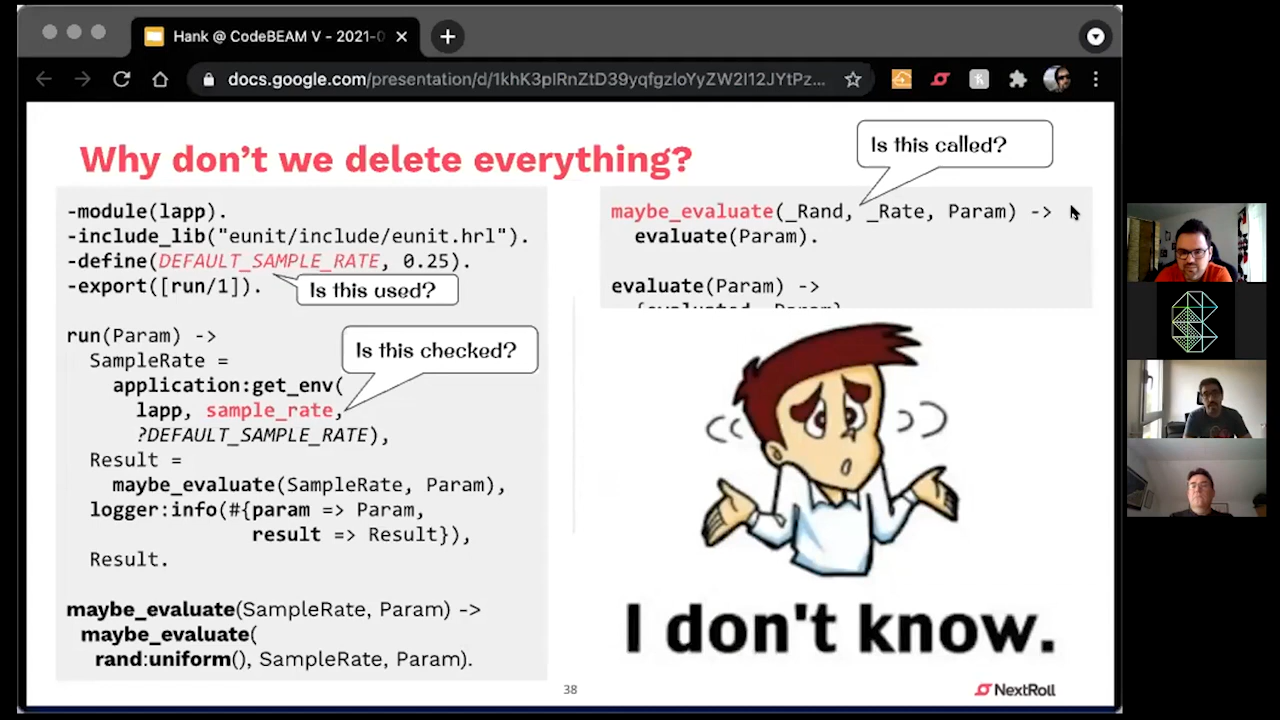 Hank @ CodeBEAM V - 2021-0
docs.google.com/presentation/d/1khK3plRnZtD39yqfgzloYyZW2l12JYtPz...
Why don't we delete everything?
Is this called?
-module(lapp).
-include_lib("eunit/include/eunit.hrl").
-define(DEFAULT_SAMPLE_RATE, 0.25).
-export([run/1]).
Is this used?
run(Param) ->
SampleRate =
application:get_env(
lapp, sample_rate,
?DEFAULT_SAMPLE_RATE),
Is this checked?
Result =
maybe_evaluate(SampleRate, Param),
logger:info(#{param => Param,
result => Result}),
Result.
maybe_evaluate(SampleRate, Param) ->
maybe_evaluate(
rand:uniform(), SampleRate, Param).
maybe_evaluate(_Rand, _Rate, Param) ->
evaluate(Param).
evaluate(Param) ->
{evaluated, Param}
I don't know.
38
NextRoll